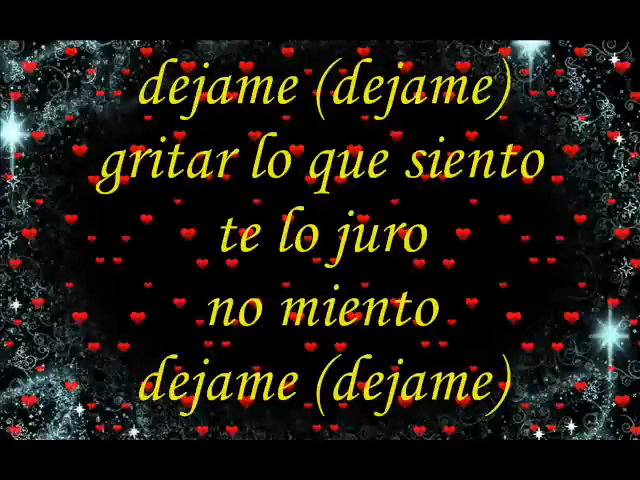 dejame (dejame)
gritar lo que siento
te lo juro
no miento
dejame (dejame)